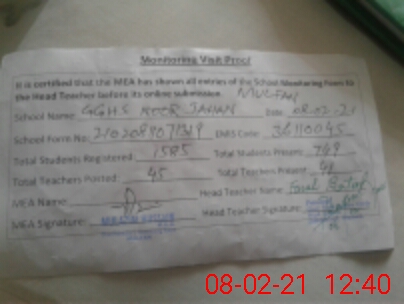 Monitoring Visit Proof
It is certified that the MEA has shown all entries of the School Monitoring Form to
the Head Teacher before its online submission. MULTAN
School Name: GGHS NOOR JAHAN Date: 08-02-21
School Form No: EMIS Code: 36110045
Total Students Registered: 1585 Total Students Present: 749
Total Teachers Posted: 45 Total Teachers Present:
MEA Name: Head Teacher Name:
MEA Signature: Head Teacher Signature:
08-02-21 12:40